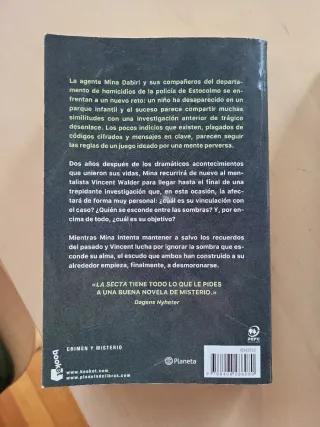 La agente Mina Dabiri y sus compañeros del departa-
mento de homicidios de la policía de Estocolmo se en-
frentan a un nuevo reto: un niño ha desaparecido en un
parque infantil y el suceso parece compartir muchas
similitudes con una investigación anterior de trágico
desenlace. Los pocos indicios que existen, plagados de
códigos cifrados y mensajes en clave, parecen seguir
las reglas de un juego ideado por una mente perversa.
Dos años después de los dramáticos acontecimientos
que unieron sus vidas, Mina recurrirá de nuevo al men-
talista Vincent Walder para llegar hasta el final de una
trepidante investigación que, en esta ocasión, la afec-
tará de forma muy personal: ¿cuál es su vinculación con
el caso? ¿Quién se esconde entre las sombras? Y, por en-
cima de todo, ¿cuál es su objetivo?
Mientras Mina intenta mantener a salvo los recuerdos
del pasado y Vincent lucha por ignorar la sombra que es-
conde su alma, el escudo que ambos han construido a su
alrededor empieza, finalmente, a desmoronarse.
«LA SECTA TIENE TODO LO QUE LE PIDES
A UNA BUENA NOVELA DE MISTERIO.»
Dagens Nyheter
booket
CRIMEN Y MISTERIO
www.booket.com
www.planetadelibros.com
Planeta
PEFC